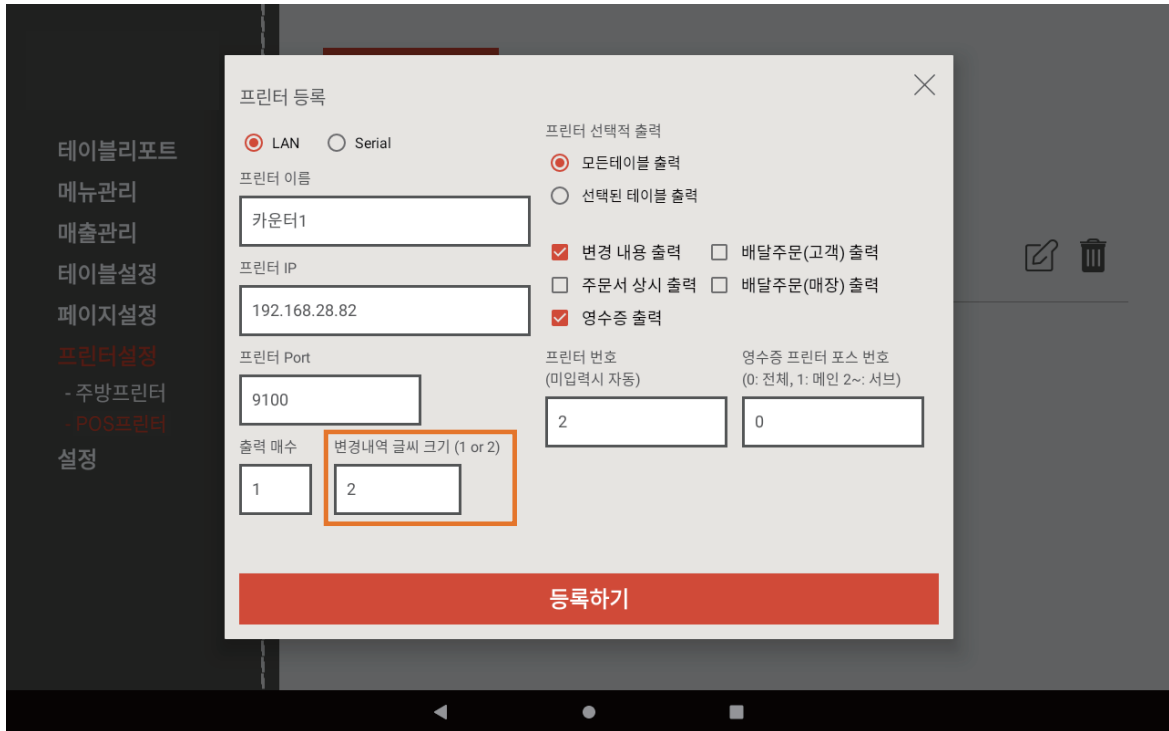 테이블리포트
메뉴관리
매출관리
테이블설정
페이지설정
프린터설정
- 주방프린터
- POS프린터
설정
프린터 등록
LAN
Serial
프린터 이름
카운터1
프린터 IP
192.168.28.82
프린터 Port
9100
출력 매수
변경내역 글씨 크기 (1 or 2)
1
2
프린터 선택적 출력
모든테이블 출력
선택된 테이블 출력
변경 내용 출력
배달주문(고객) 출력
주문서 상시 출력
배달주문(매장) 출력
영수증 출력
프린터 번호
(미입력시 자동)
2
영수증 프린터 포스 번호
(0: 전체, 1: 메인 2~: 서브)
0
등록하기